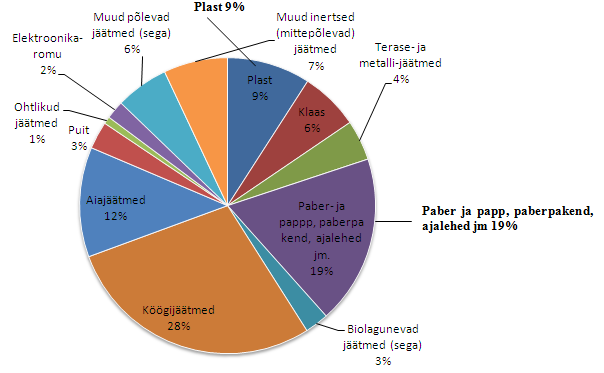 Plast 9%
Muud põlevad
jäätmed (sega)
6%
Muud inertsed
(mittepõlevad)
jäätmed
7%
Elektroonika-
romu
2%
Terase- ja
metalli-jäätmed
4%
Plast
9%
Ohtlikud
jäätmed
1%
Klaas
6%
Puit
3%
Aiajäätmed
12%
Paber- ja
pappp, paberpa
kend, ajalehed
jm.
19%
Paber ja papp, paberpakend,
ajalehed jm 19%
Köögijäätmed
28%
Biolagunevad
jäätmed (sega)
3%